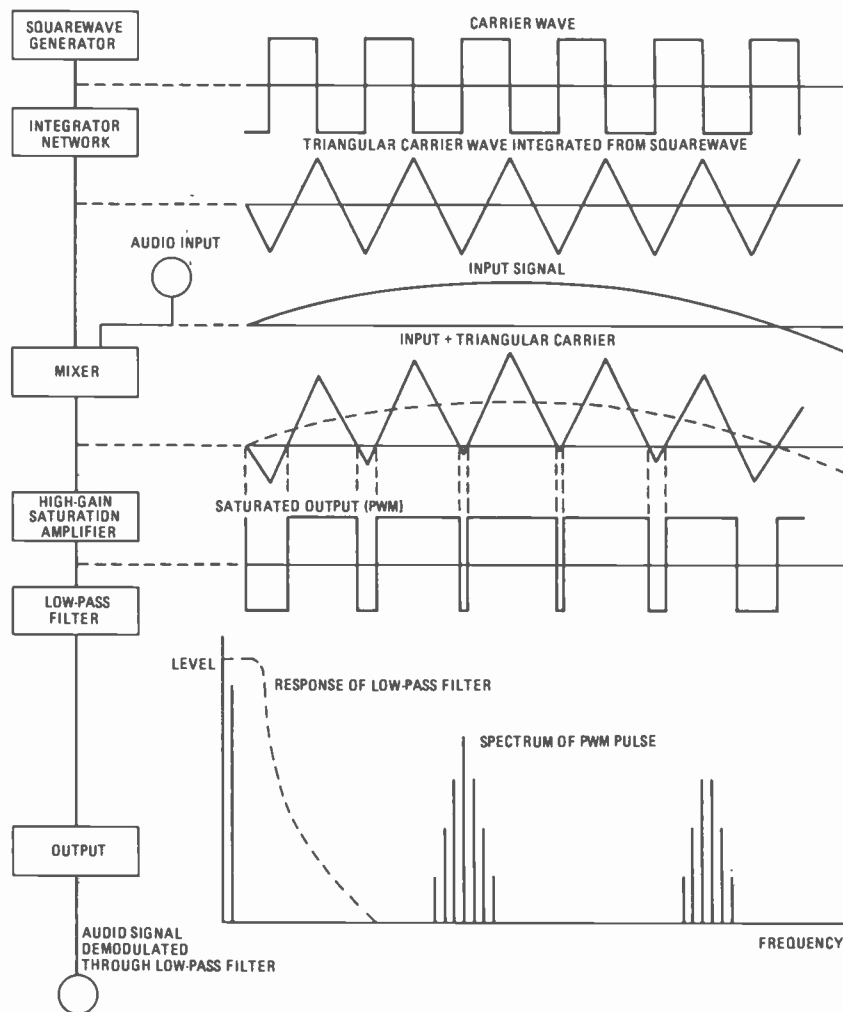 SQUAREWAVE
GENERATOR
CARRIER WAVE
INTEGRATOR
NETWORK
TRIANGULAR CARRIER WAVE INTEGRATED FROM SQUAREWAVE
AUDIO INPUT
INPUT SIGNAL
MIXER
INPUT + TRIANGULAR CARRIER
HIGH-GAIN
SATURATION
AMPLIFIER
SATURATED OUTPUT (PWM)
LOW-PASS
FILTER
LEVEL
RESPONSE OF LOW-PASS FILTER
SPECTRUM OF PWM PULSE
OUTPUT
FREQUENCY
AUDIO SIGNAL
DEMODULATED
THROUGH LOW-PASS
FILTER